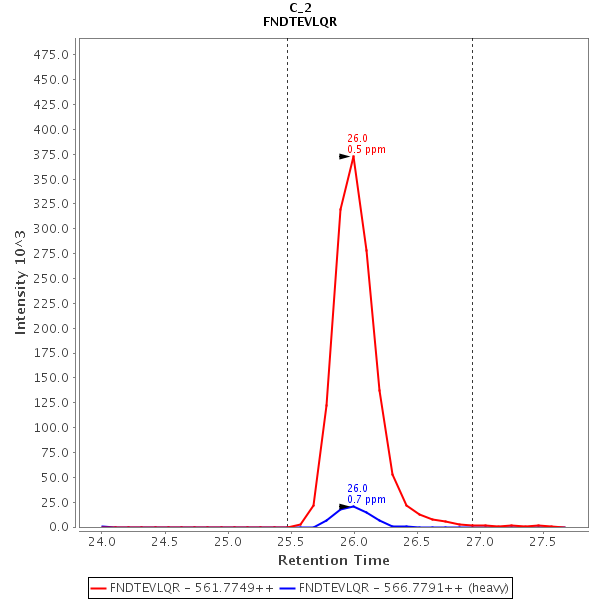 C_2
FNDTEVLQR
475.0
450.0
425.0
400.0
375.0
350.0
325.0
300.0
275.0
250.0
225.0
200.0
175.0
150.0
125.0
100.0
75.0
50.0
25.0
0.0
Intensity 10^3
26.0
0.5 ppm
26.0
0.7 ppm
24.0 24.5 25.0 25.5 26.0 26.5 27.0 27.5
Retention Time
FNDTEVLQR - 561.7749++ FNDTEVLQR - 566.7791++ (heavy)